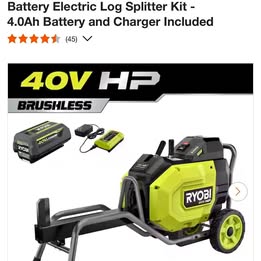 Battery Electric Log Splitter Kit -
4.0Ah Battery and Charger Included
(45)
40V HP
BRUSHLESS
RYOBI